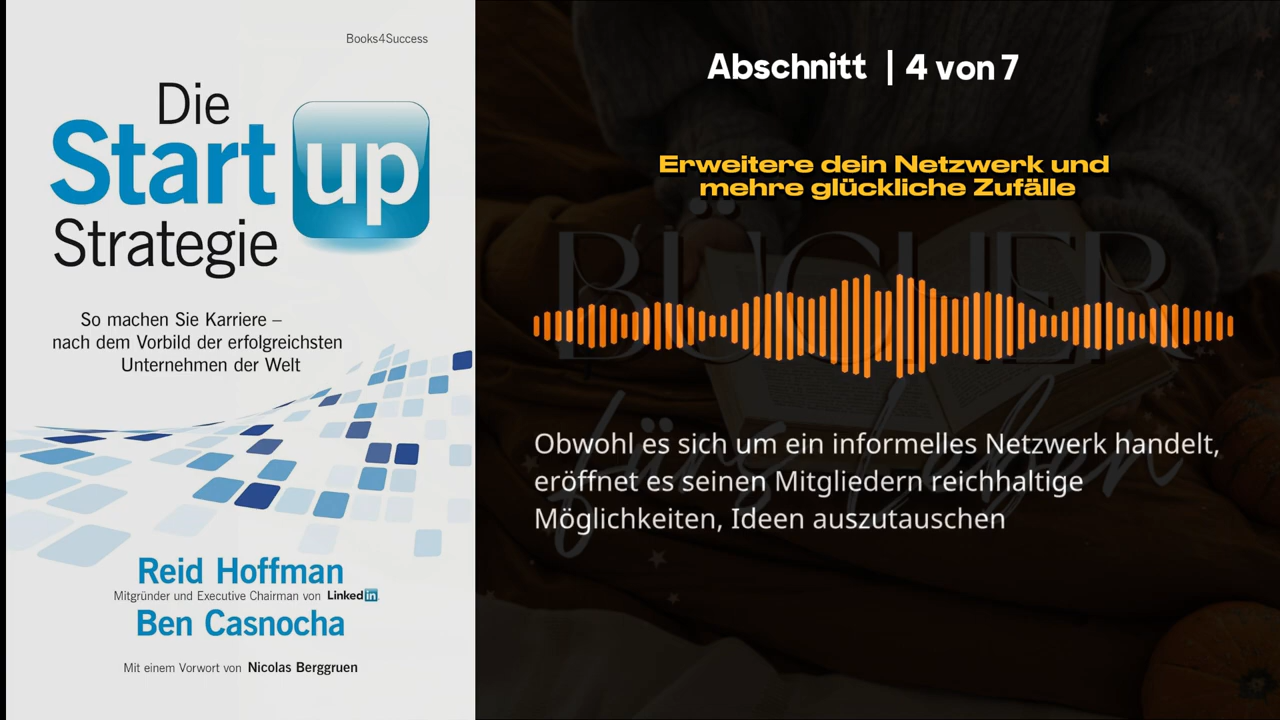 Books4Success
Die
Start up
Strategie
So machen Sie Karriere –
nach dem Vorbild der erfolgreichsten
Unternehmen der Welt
Reid Hoffman
Mitgründer und Executive Chairman von Linkedin
Ben Casnocha
Mit einem Vorwort von Nicolas Berggruen
Abschnitt | 4 von 7
Erweitere dein Netzwerk und
mehre glückliche Zufälle
BÜCHER
fürs Leben
Obwohl es sich um ein informelles Netzwerk handelt,
eröffnet es seinen Mitgliedern reichhaltige
Möglichkeiten, Ideen auszutauschen